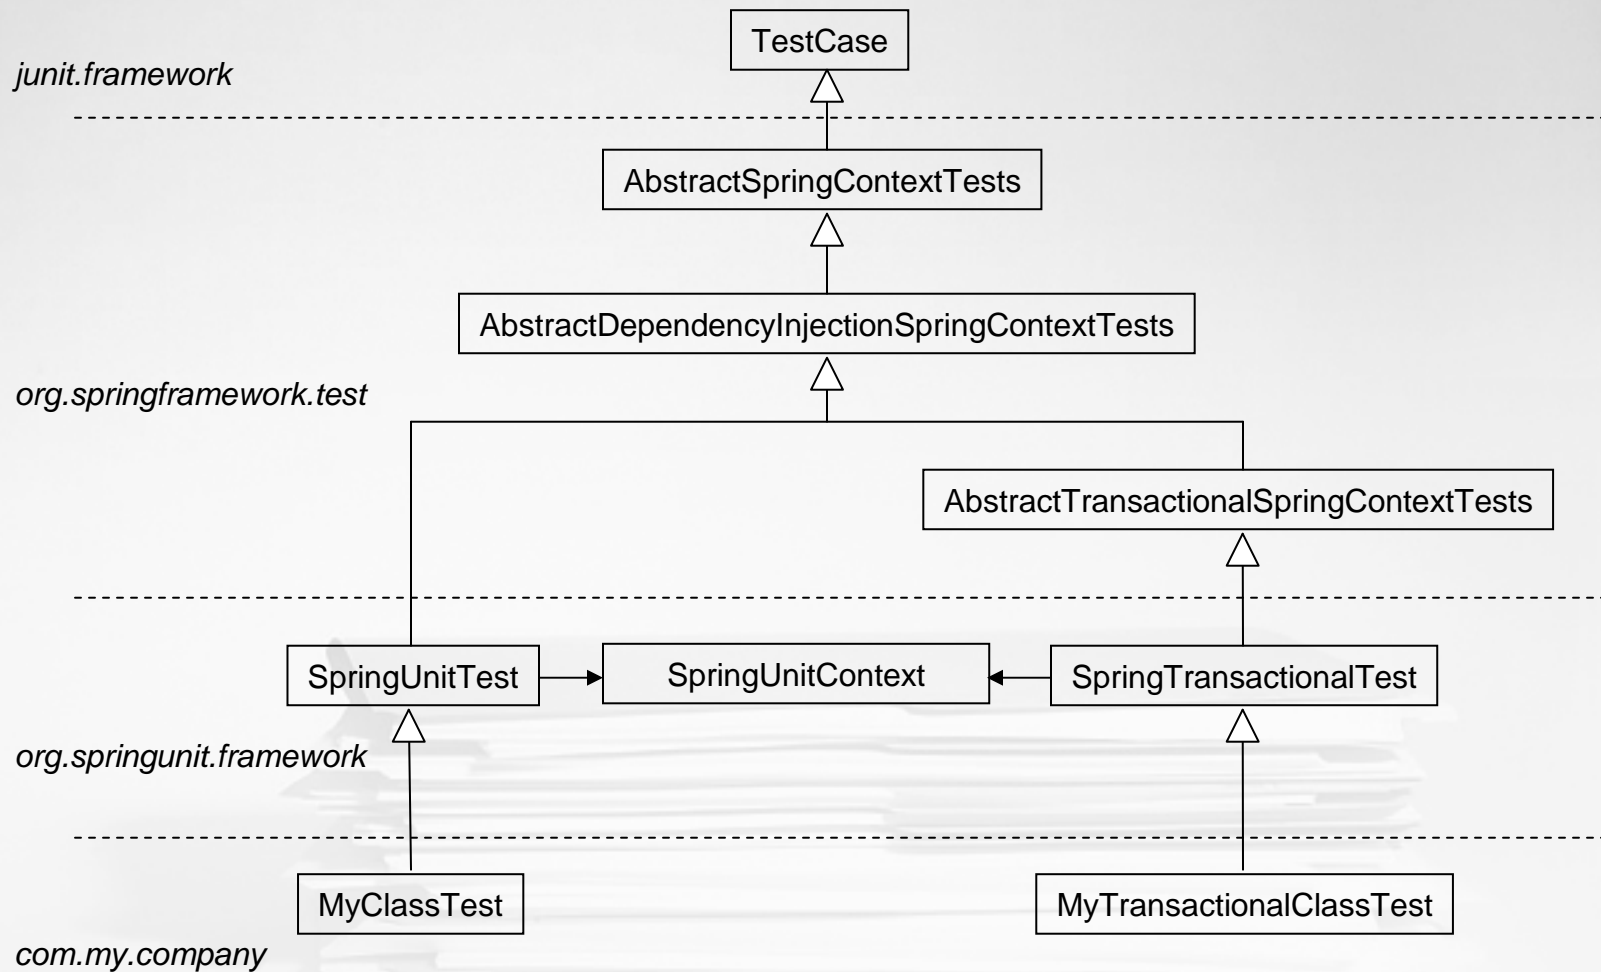 TestCase
junit.framework
AbstractSpringContextTests
AbstractDependencyInjectionSpringContextTests
org.springframework.test
AbstractTransactionalSpringContextTests
SpringUnitTest
SpringUnitContext
SpringTransactionalTest
org.springunit.framework
MyClassTest
MyTransactionalClassTest
com.my.company